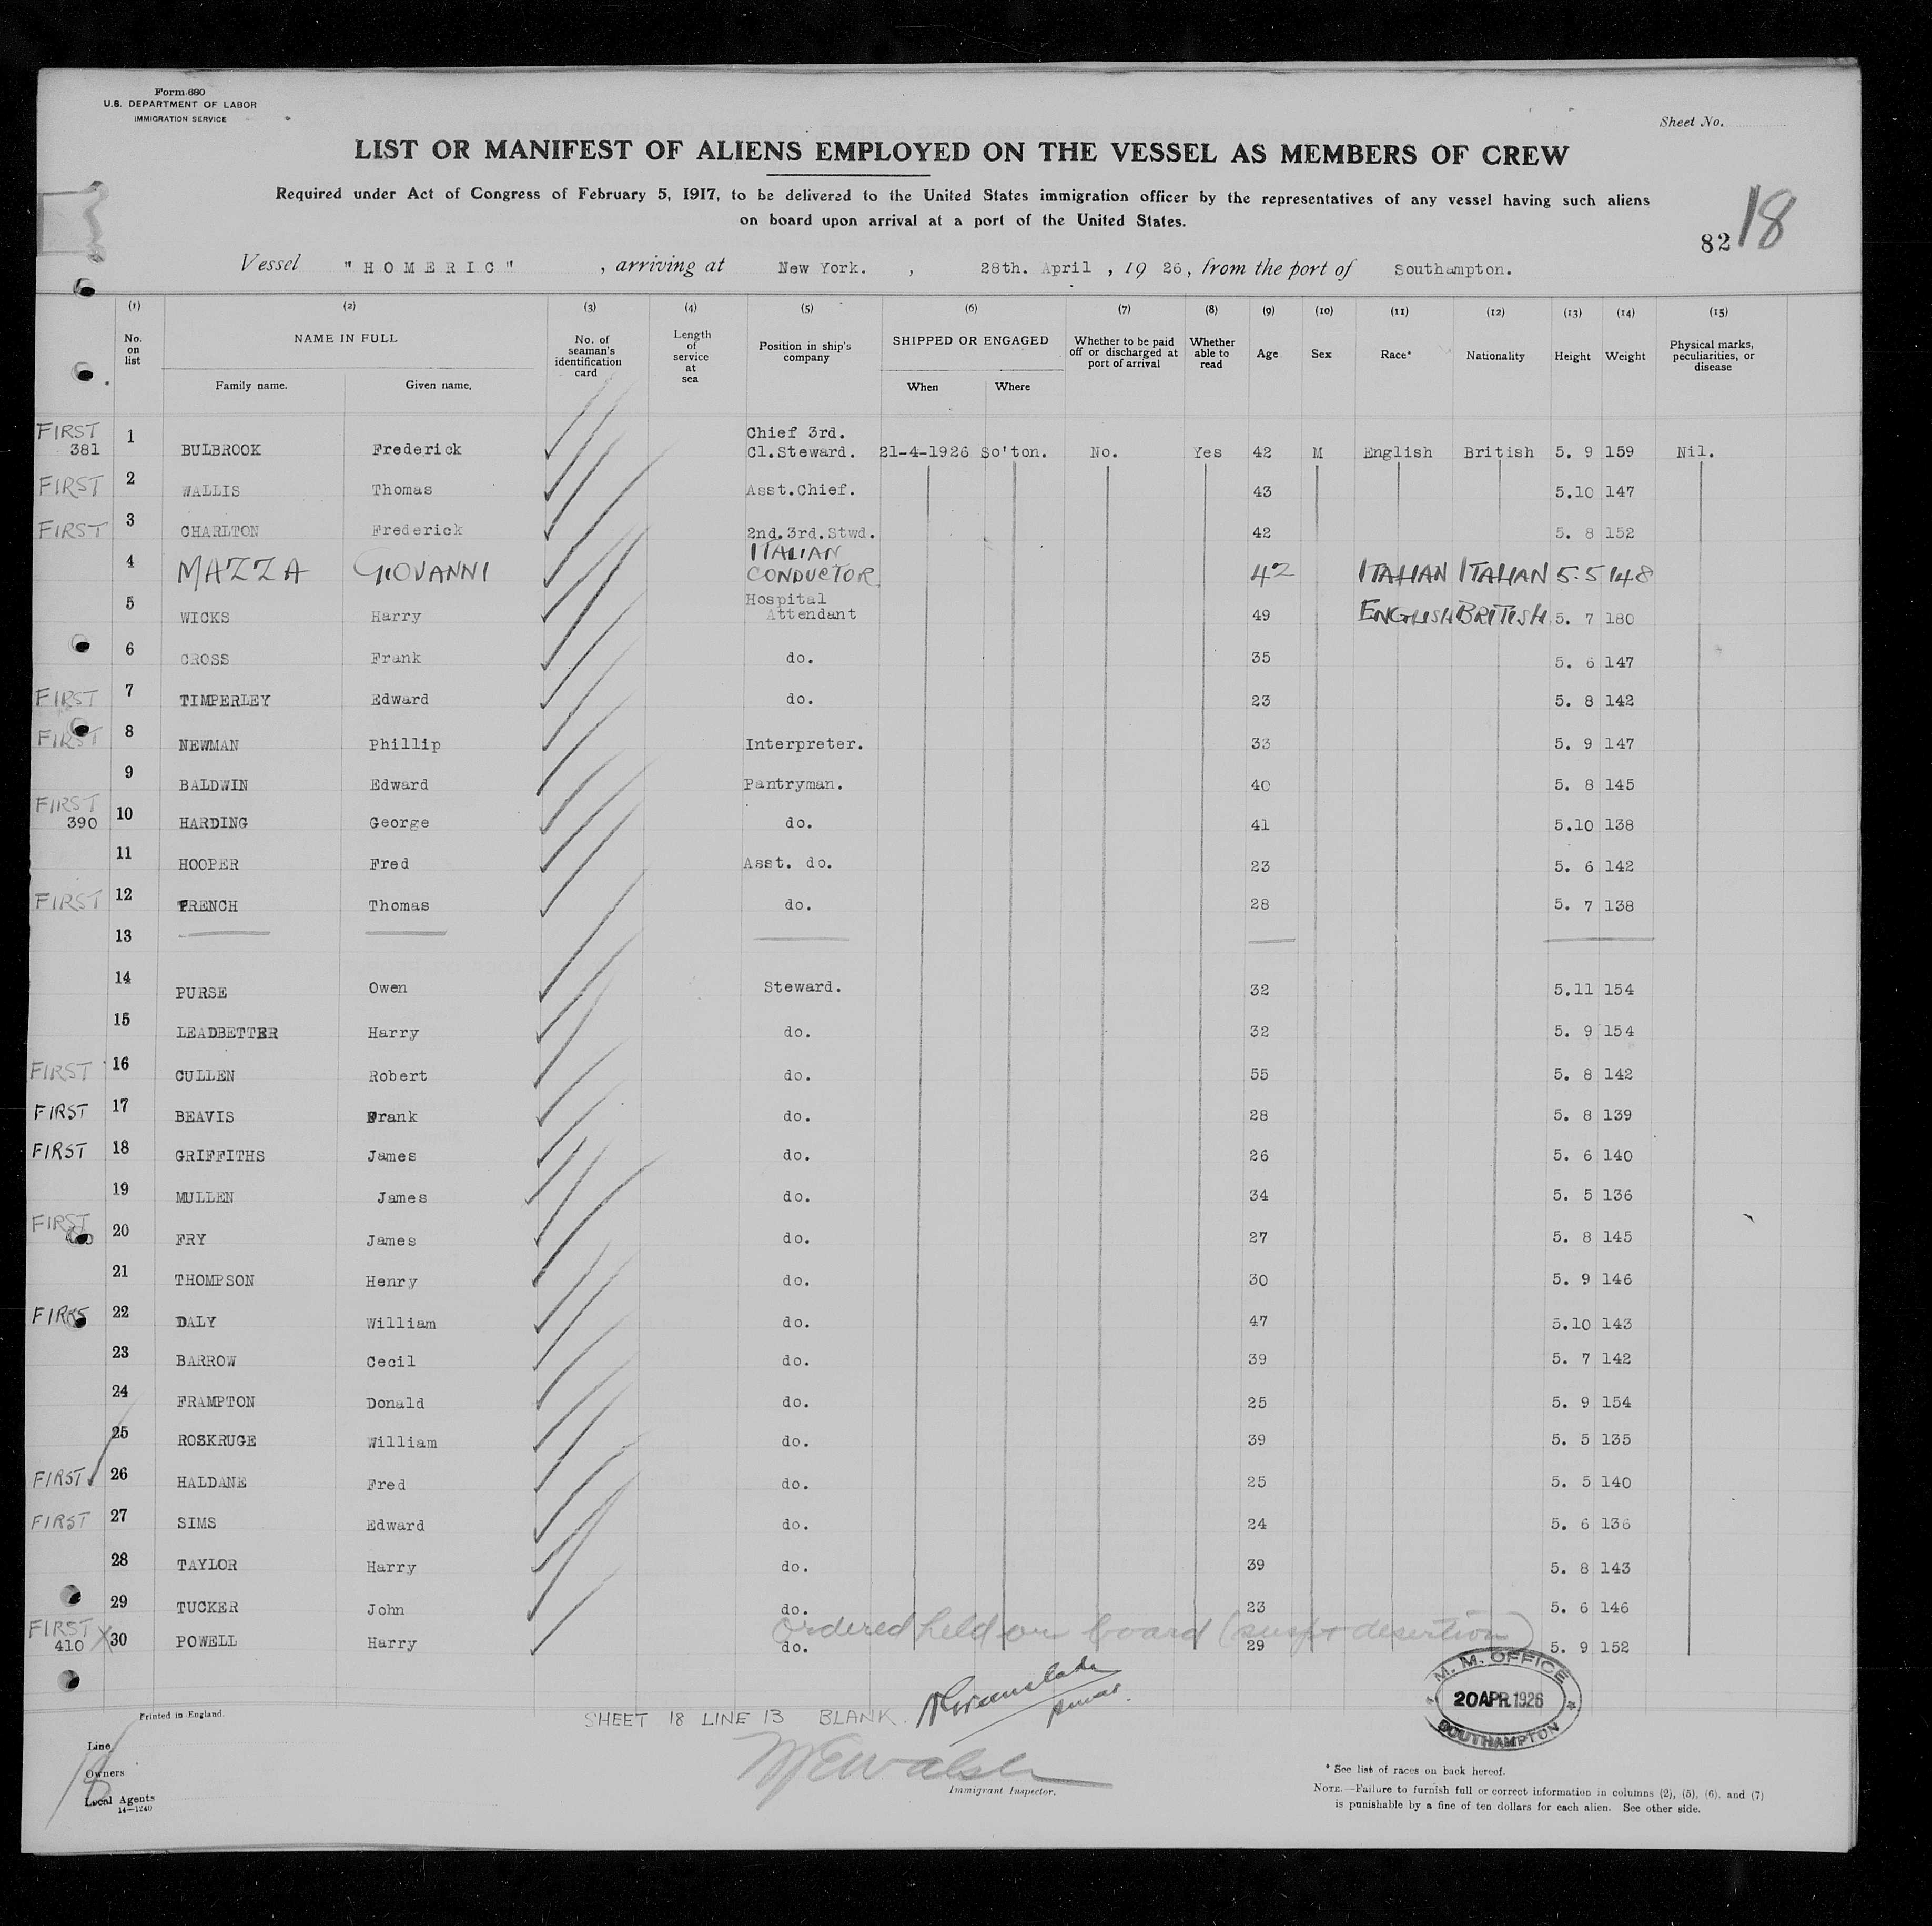 Form 680
U.S. DEPARTMENT OF LABOR
IMMIGRATION SERVICE
Sheet No.
LIST OR MANIFEST OF ALIENS EMPLOYED ON THE VESSEL AS MEMBERS OF CREW
Required under Act of Congress of February 5, 1917, to be delivered to the United States immigration officer by the representatives of any vessel having such aliens
on board upon arrival at a port of the United States.
82 18
Vessel "HOMERIC" , arriving at New York. , 28th. April , 19 26, from the port of Southampton.
(1) (2) (3) (4) (5) (6) (7) (8) (9) (10) (11) (12) (13) (14) (15)
No. on list NAME IN FULL Family name. Given name. No. of seaman's identification card Length of service at sea Position in ship's company SHIPPED OR ENGAGED When Where Whether to be paid off or discharged at port of arrival Whether able to read Age Sex Race* Nationality Height Weight Physical marks, peculiarities, or disease
FIRST 381 1 BULBROOK Frederick Chief 3rd. Cl.Steward. 21-4-1926 So'ton. No. Yes 42 M English British 5. 9 159 Nil.
FIRST 2 WALLIS Thomas Asst.Chief. 43 5.10 147
FIRST 3 CHARLTON Frederick 2nd.3rd.Stwd. 42 5. 8 152
4 MAZZA GIOVANNI ITALIAN CONDUCTOR 42 ITALIAN ITALIAN 5.5 148
5 WICKS Harry Hospital Attendant 49 ENGLISH BRITISH 5. 7 180
6 CROSS Frank do. 35 5. 6 147
FIRST 7 TIMPERLEY Edward do. 23 5. 8 142
FIRST 8 NEWMAN Phillip Interpreter. 33 5. 9 147
9 BALDWIN Edward Pantryman. 40 5. 8 145
FIRST 390 10 HARDING George do. 41 5.10 138
11 HOOPER Fred Asst. do. 23 5. 6 142
FIRST 12 FRENCH Thomas do. 28 5. 7 138
13
14 PURSE Owen Steward. 32 5.11 154
15 LEADBETTER Harry do. 32 5. 9 154
FIRST 16 CULLEN Robert do. 55 5. 8 142
FIRST 17 BEAVIS Frank do. 28 5. 8 139
FIRST 18 GRIFFITHS James do. 26 5. 6 140
19 MULLEN James do. 34 5. 5 136
FIRST 20 FRY James do. 27 5. 8 145
21 THOMPSON Henry do. 30 5. 9 146
FIRST 22 DALY William do. 47 5.10 143
23 BARROW Cecil do. 39 5. 7 142
24 FRAMPTON Donald do. 25 5. 9 154
25 ROSKRUGE William do. 39 5. 5 135
FIRST 26 HALDANE Fred do. 25 5. 5 140
FIRST 27 SIMS Edward do. 24 5. 6 136
28 TAYLOR Harry do. 39 5. 8 143
29 TUCKER John do. 23 5. 6 146
Ordered held on board (suspt desertion)
FIRST 410 X 30 POWELL Harry do. 29 5. 9 152
M. M. OFFICE
20 APR. 1926
SOUTHAMPTON
Printed in England.
SHEET 18 LINE 13 BLANK.
Line
Owners
Local Agents
14—1240
18
Walsh
Immigrant Inspector.
* See list of races on back hereof.
NOTE.—Failure to furnish full or correct information in columns (2), (5), (6), and (7)
is punishable by a fine of ten dollars for each alien. See other side.